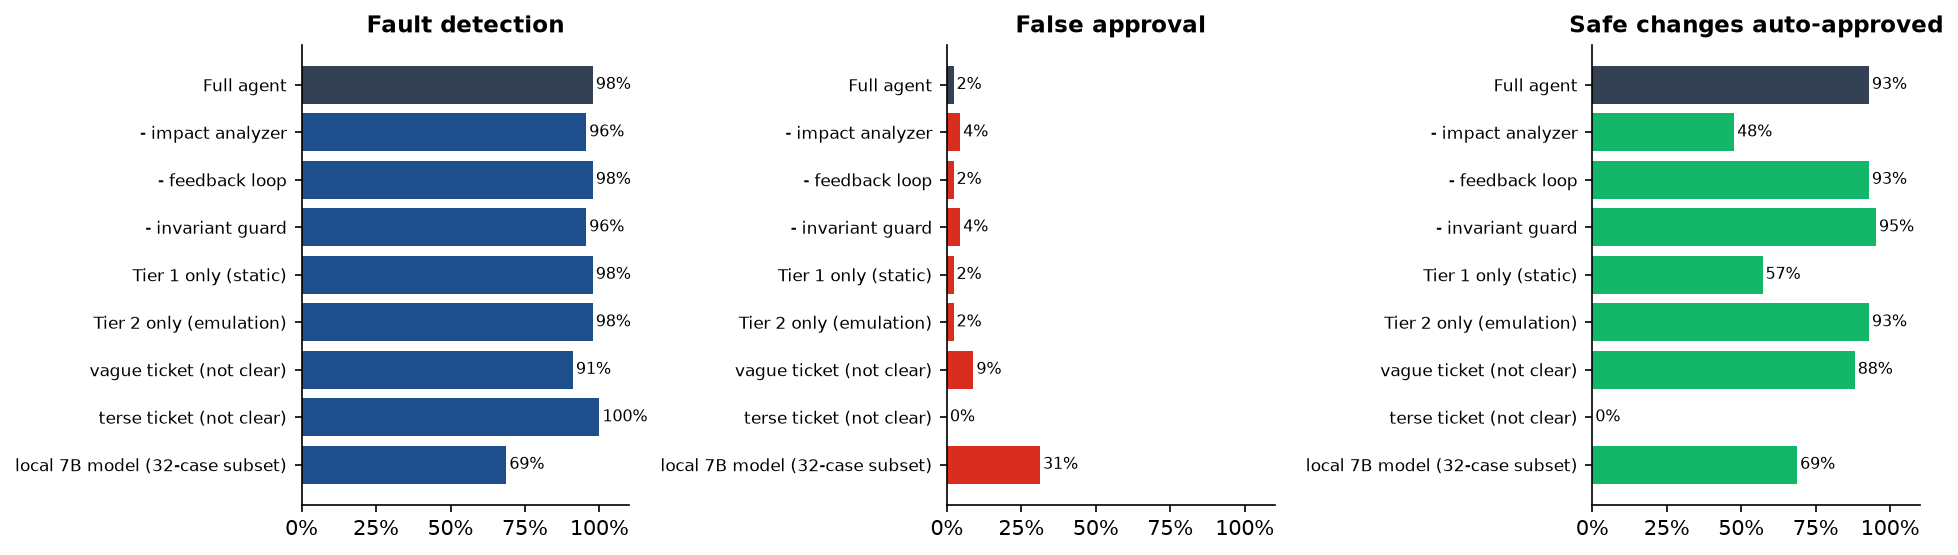 Fault detection
Full agent 98%
- impact analyzer 96%
- feedback loop 98%
- invariant guard 96%
Tier 1 only (static) 98%
Tier 2 only (emulation) 98%
vague ticket (not clear) 91%
terse ticket (not clear) 100%
local 7B model (32-case subset) 69%
0% 25% 50% 75% 100%
False approval
Full agent 2%
- impact analyzer 4%
- feedback loop 2%
- invariant guard 4%
Tier 1 only (static) 2%
Tier 2 only (emulation) 2%
vague ticket (not clear) 9%
terse ticket (not clear) 0%
local 7B model (32-case subset) 31%
0% 25% 50% 75% 100%
Safe changes auto-approved
Full agent 93%
- impact analyzer 48%
- feedback loop 93%
- invariant guard 95%
Tier 1 only (static) 57%
Tier 2 only (emulation) 93%
vague ticket (not clear) 88%
terse ticket (not clear) 0%
local 7B model (32-case subset) 69%
0% 25% 50% 75% 100%